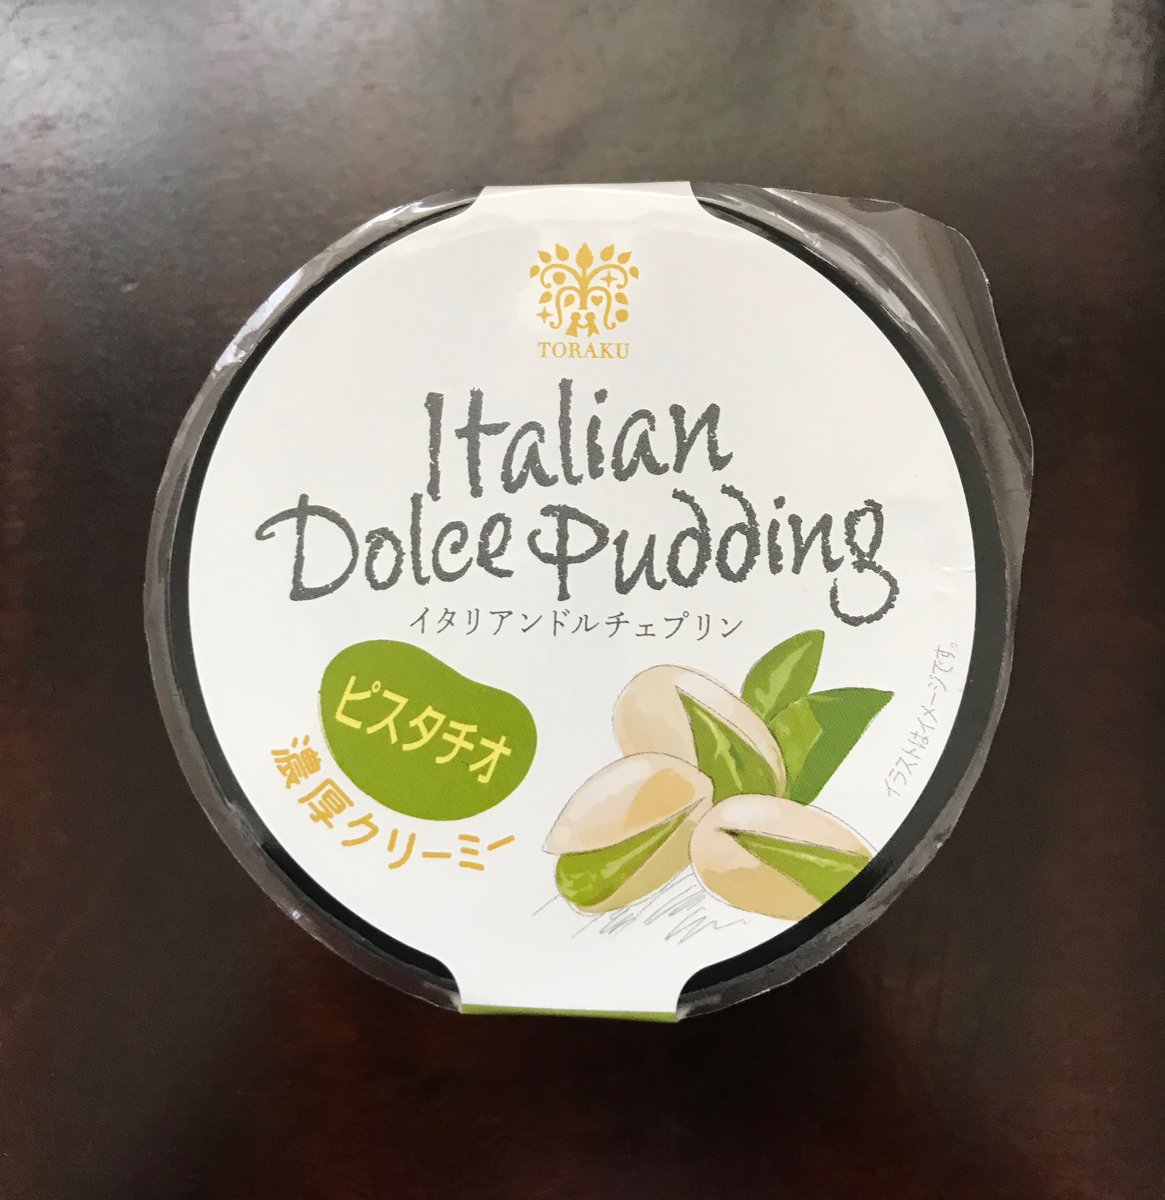 TORAKU
Italian
Dolce Pudding
イタリアンドルチェプリン
ピスタチオ
濃厚クリーミー
イラストはイメージです。